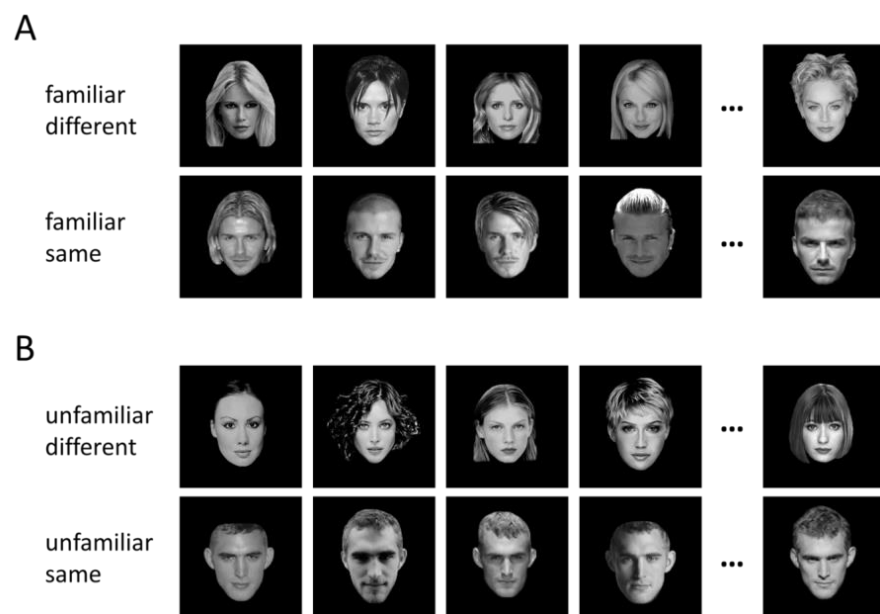 A
familiar
different
...
familiar
same
...
B
unfamiliar
different
...
unfamiliar
same
...